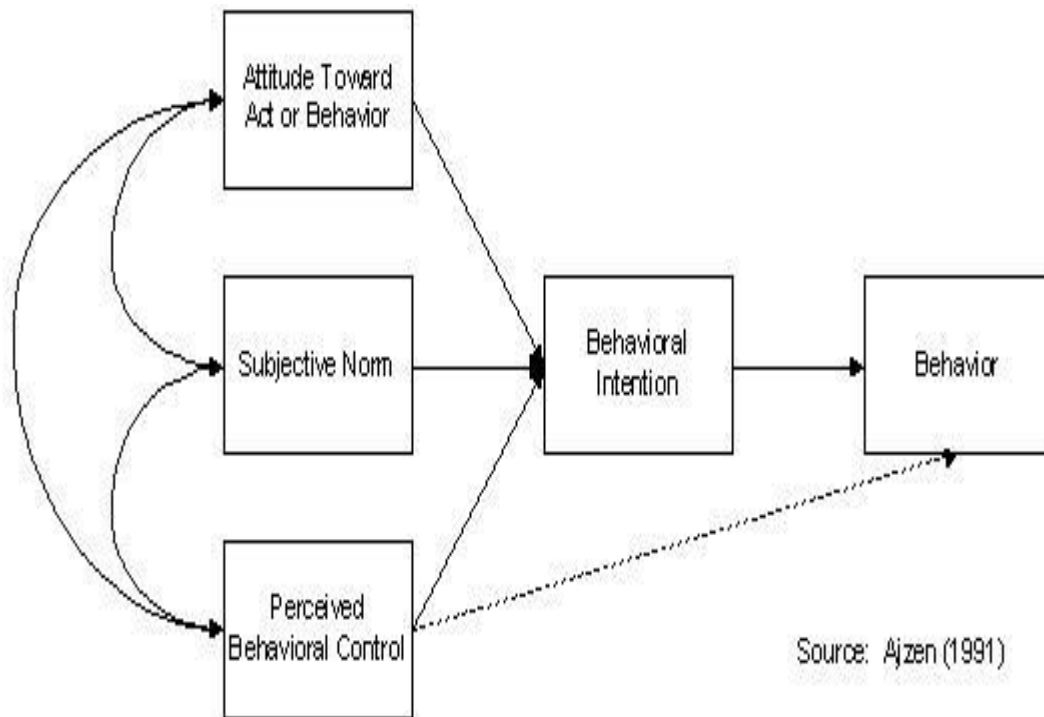 Attitude Toward
Act or Behavior
Subjective Norm
Behavioral
Intention
Behavior
Perceived
Behavioral Control
Source: Ajzen (1991)